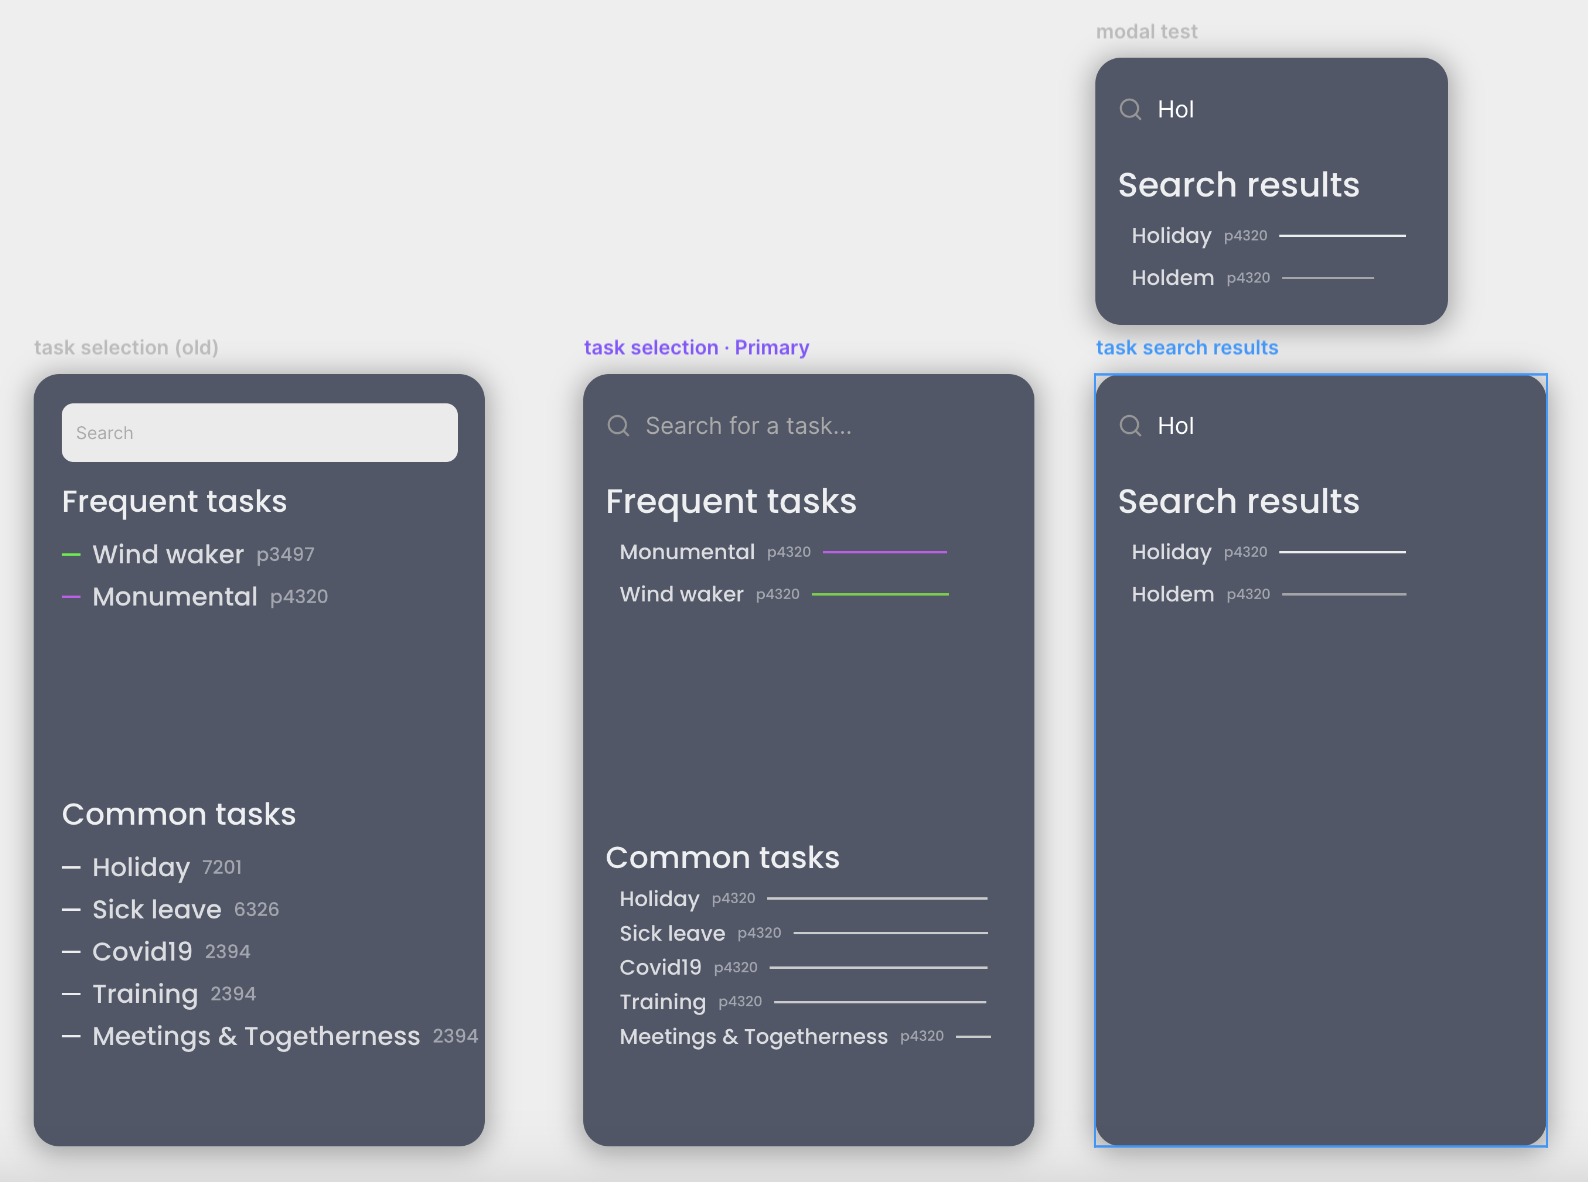 modal test
Hol
Search results
Holiday p4320
Holdem p4320
task selection (old)
Search
Frequent tasks
Wind waker p3497
Monumental p4320
Common tasks
Holiday 7201
Sick leave 6326
Covid19 2394
Training 2394
Meetings & Togetherness 2394
task selection · Primary
Search for a task...
Frequent tasks
Monumental p4320
Wind waker p4320
Common tasks
Holiday p4320
Sick leave p4320
Covid19 p4320
Training p4320
Meetings & Togetherness p4320
task search results
Hol
Search results
Holiday p4320
Holdem p4320